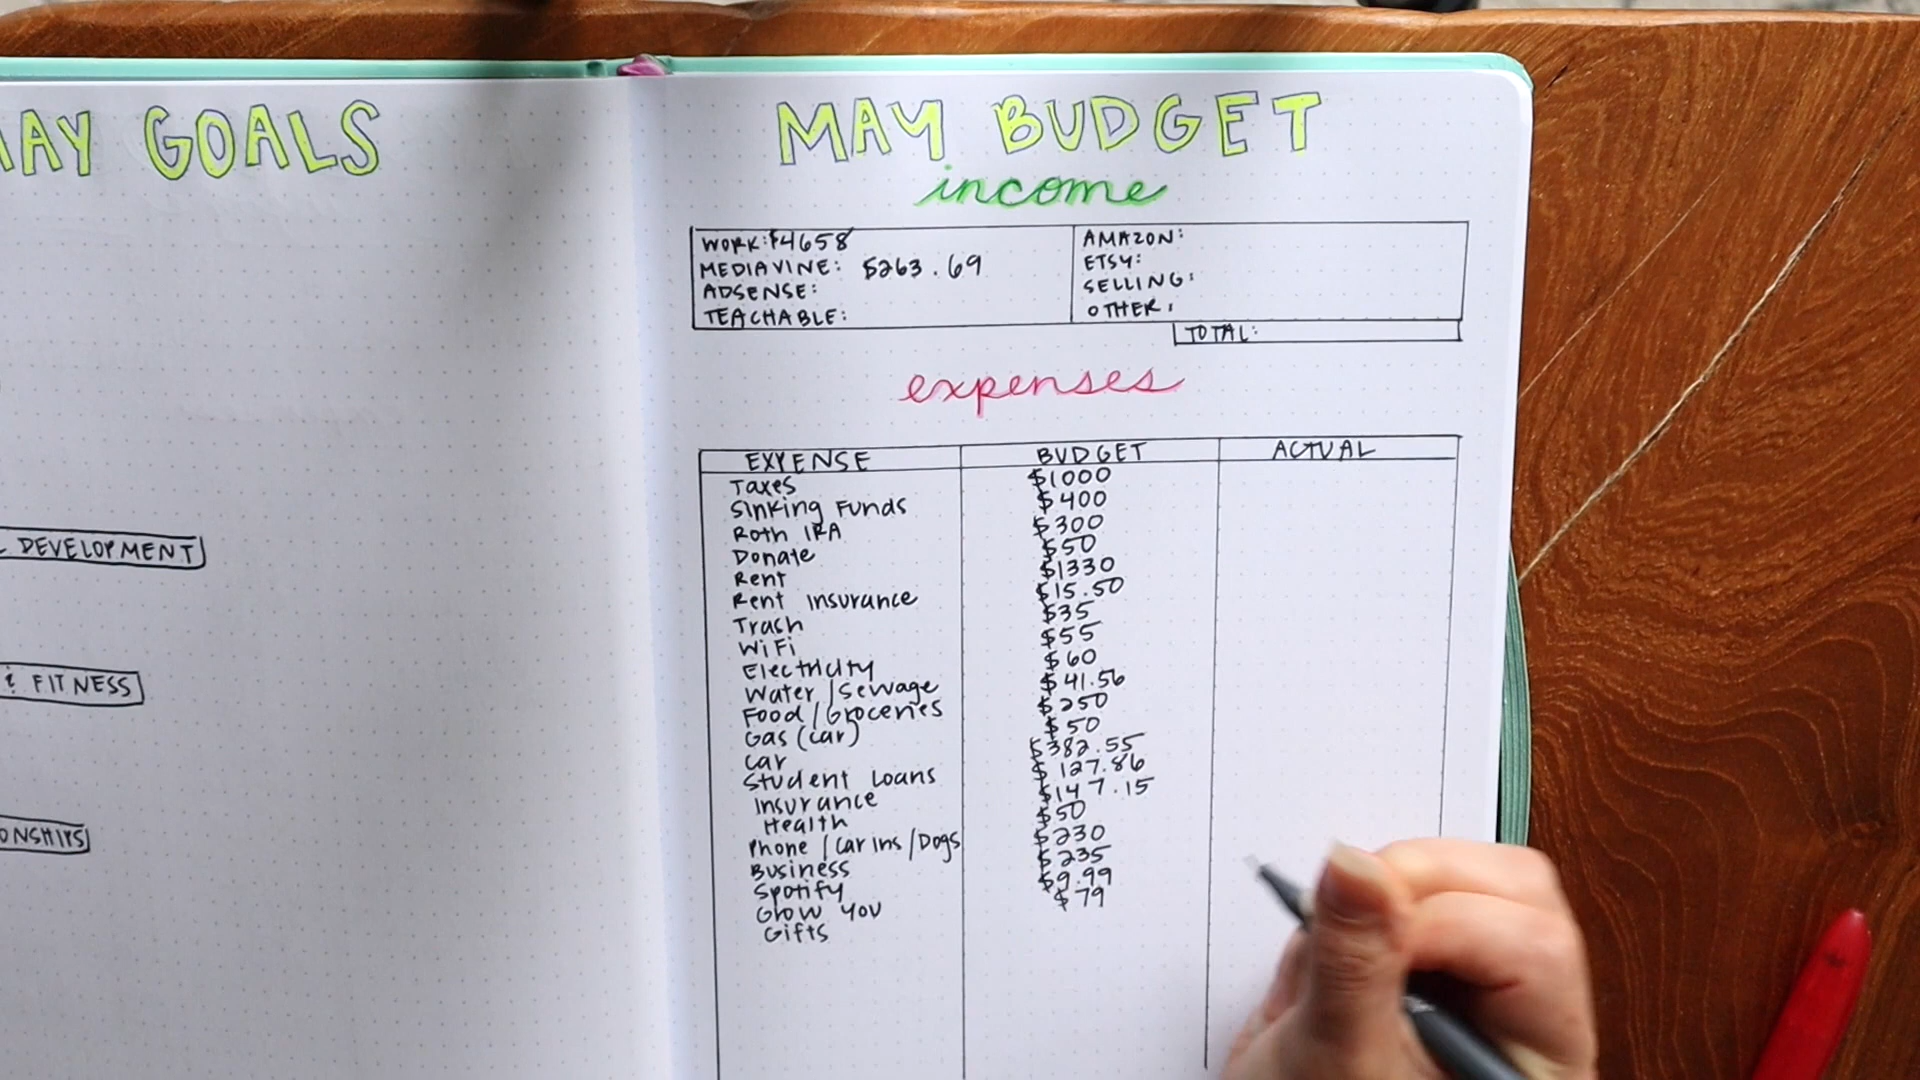 MAY GOALS
DEVELOPMENT
& FITNESS
ONSHIPS
MAY BUDGET
income
WORK: $4658
MEDIAVINE: $263.69
ADSENSE:
TEACHABLE:
AMAZON:
ETSY:
SELLING:
OTHER:
TOTAL:
expenses
EXPENSE BUDGET ACTUAL
Taxes $1000
Sinking Funds $400
Roth IRA $300
Donate $50
Rent $1330
Rent Insurance $15.50
Trash $35
WiFi $55
Electricity $60
Water/Sewage $41.56
Food/Groceries $250
Gas (car) $50
Car $382.55
Student Loans $127.86
Insurance $147.15
Health $50
Phone/Car ins/Dogs $230
Business $235
Spotify $9.99
Grow You $79
Gifts